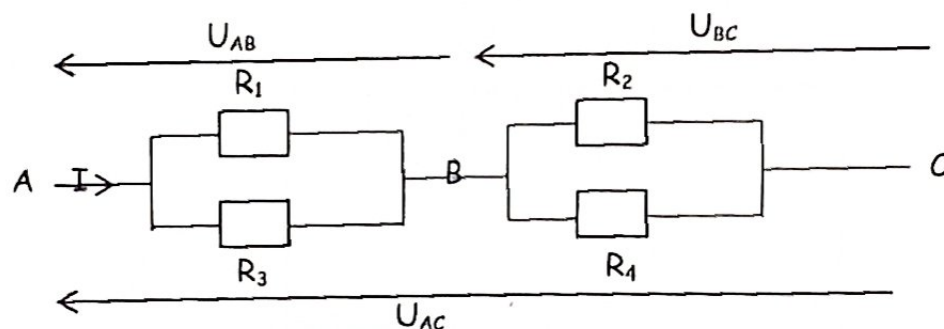 U_AB U_BC
R₁ R₂
A I B C
R₃ R₄
U_AC